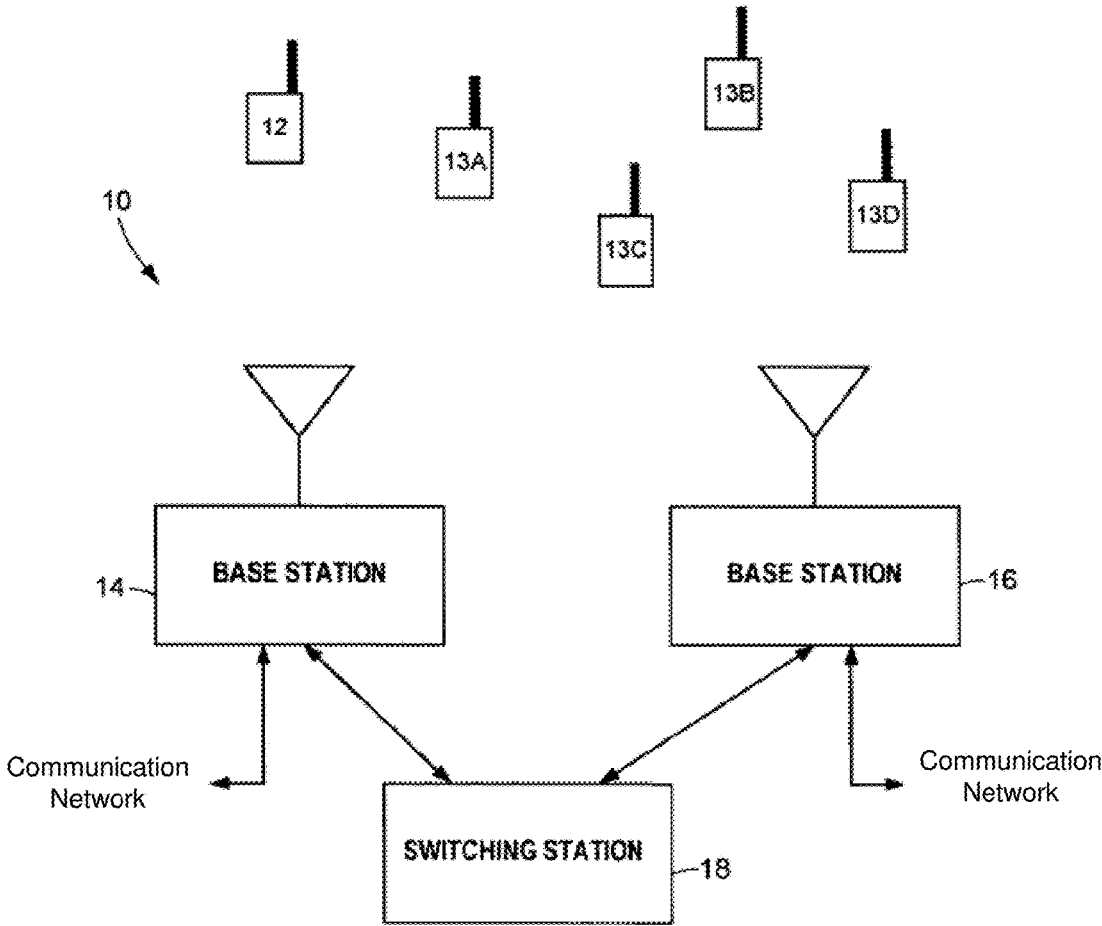 13B
12
13A
13D
10
13C
BASE STATION
BASE STATION
14
16
Communication
Network
Communication
Network
SWITCHING STATION
18